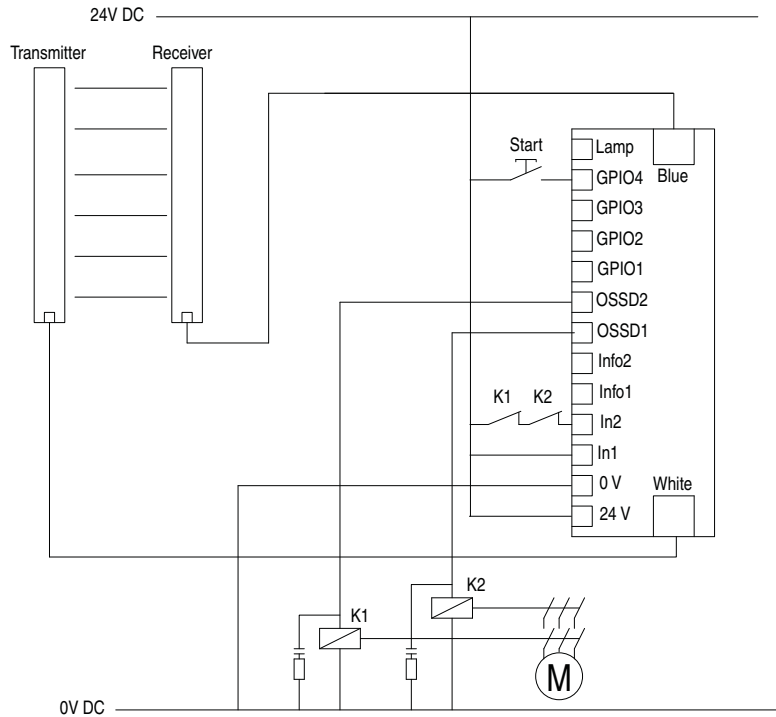 24V DC
Transmitter
Receiver
Start
Lamp
GPIO4
Blue
GPIO3
GPIO2
GPIO1
OSSD2
OSSD1
Info2
Info1
K1
K2
In2
In1
0 V
White
24 V
K2
K1
M
0V DC